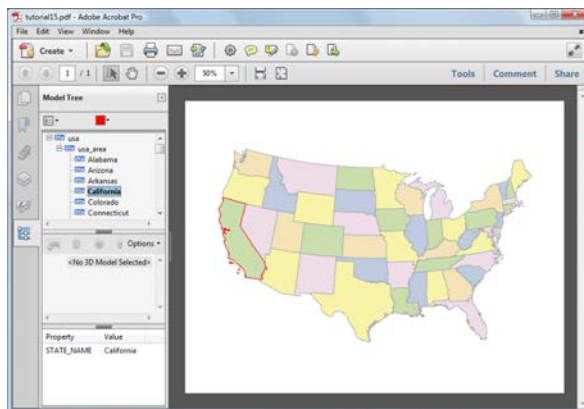 tutorial15.pdf - Adobe Acrobat Pro
File Edit View Window Help
Create
1 / 1 50% Tools Comment Share
Model Tree
usa
usa_area
Alabama
Arizona
Arkansas
California
Colorado
Connecticut
Options
<No 3D Model Selected>
Property Value
STATE_NAME California